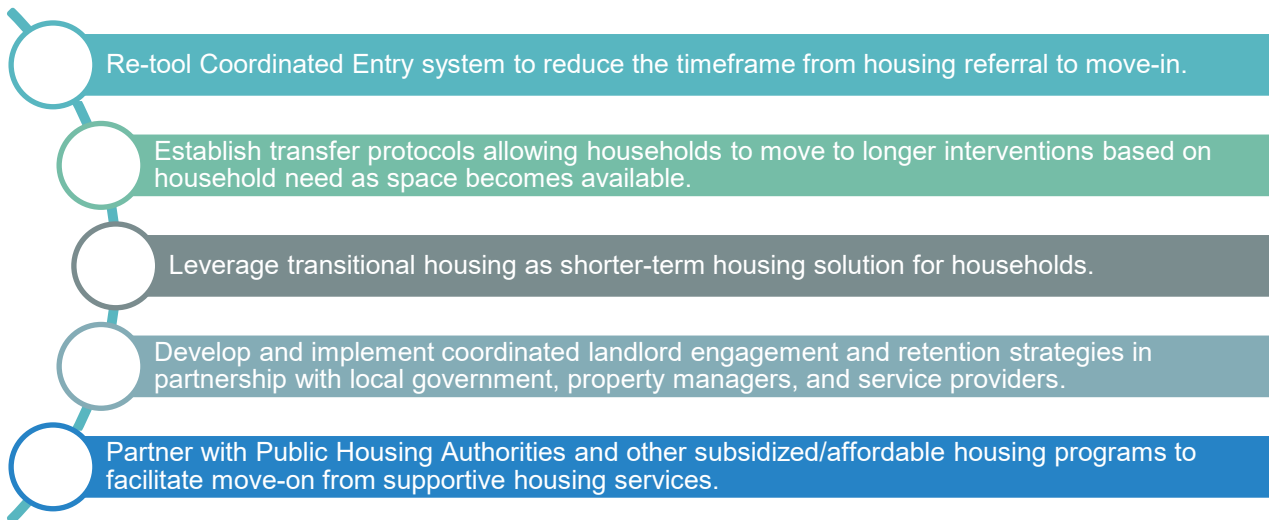 Re-tool Coordinated Entry system to reduce the timeframe from housing referral to move-in.
Establish transfer protocols allowing households to move to longer interventions based on
household need as space becomes available.
Leverage transitional housing as shorter-term housing solution for households.
Develop and implement coordinated landlord engagement and retention strategies in
partnership with local government, property managers, and service providers.
Partner with Public Housing Authorities and other subsidized/affordable housing programs to
facilitate move-on from supportive housing services.